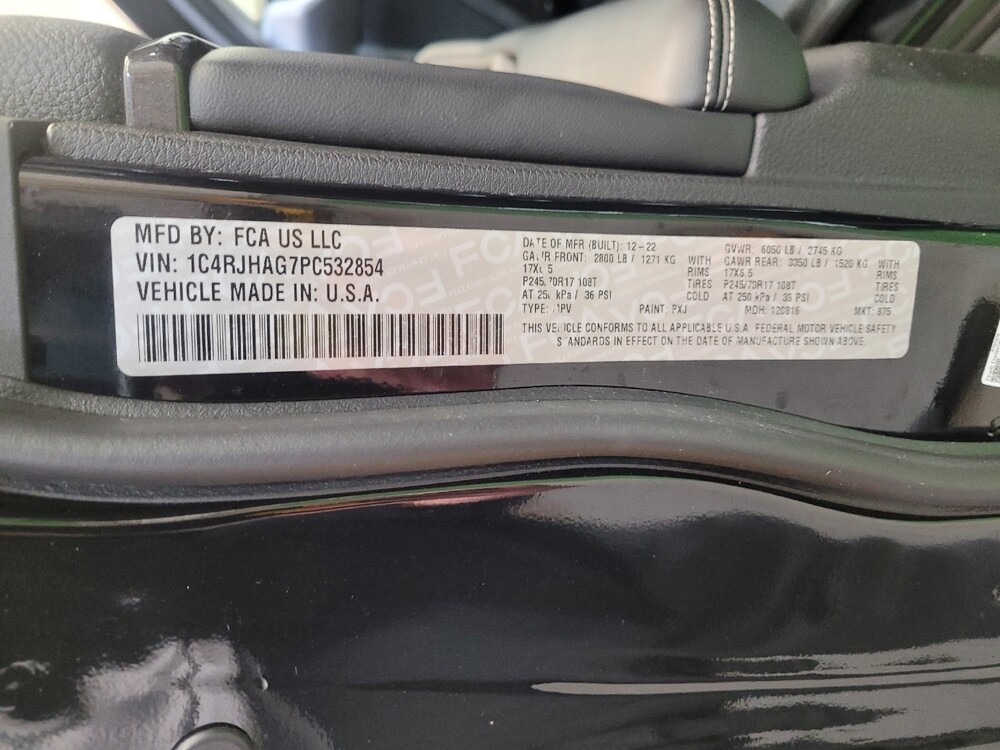 MFD BY: FCA US LLC
VIN: 1C4RJHAG7PC532854
VEHICLE MADE IN: U.S.A.
DATE OF MFR (BUILT): 12-22
GAWR FRONT: 2800 LB / 1271 KG WITH
17X6.5 RIMS
P245/70R17 108T TIRES
AT 250 kPa / 36 PSI COLD
TYPE: MPV PAINT: PXJ
GVWR: 6050 LB / 2745 KG
GAWR REAR: 3350 LB / 1520 KG WITH
17X6.5 RIMS
P245/70R17 108T TIRES
AT 250 kPa / 36 PSI COLD
MDH: 120816 MKT: 875
THIS VEHICLE CONFORMS TO ALL APPLICABLE U.S.A. FEDERAL MOTOR VEHICLE SAFETY
STANDARDS IN EFFECT ON THE DATE OF MANUFACTURE SHOWN ABOVE.